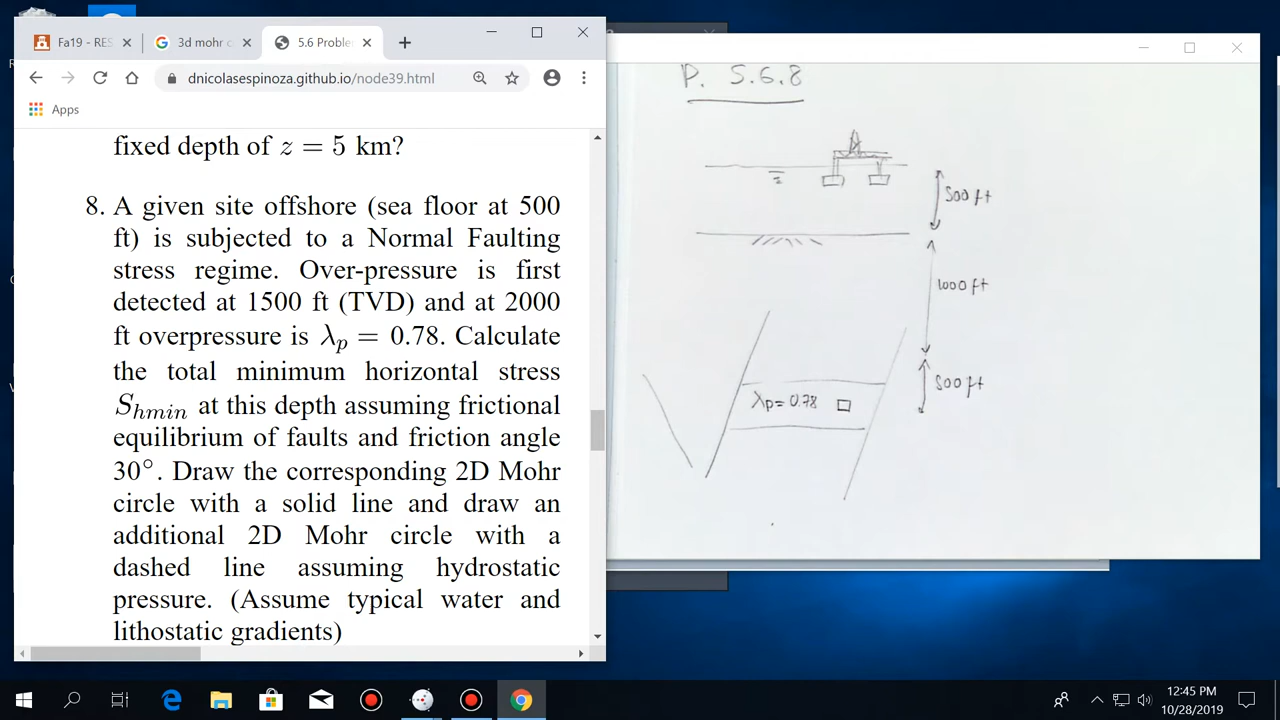 Fa19 - RES
3d mohr c
5.6 Proble
dnicolasespinoza.github.io/node39.html
Apps
fixed depth of z = 5 km?
8. A given site offshore (sea floor at 500
ft) is subjected to a Normal Faulting
stress regime. Over-pressure is first
detected at 1500 ft (TVD) and at 2000
ft overpressure is λp = 0.78. Calculate
the total minimum horizontal stress
Shmin at this depth assuming frictional
equilibrium of faults and friction angle
30°. Draw the corresponding 2D Mohr
circle with a solid line and draw an
additional 2D Mohr circle with a
dashed line assuming hydrostatic
pressure. (Assume typical water and
lithostatic gradients)
P. 5.6.8
500 ft
1000 ft
500 ft
λp = 0.78
12:45 PM
10/28/2019